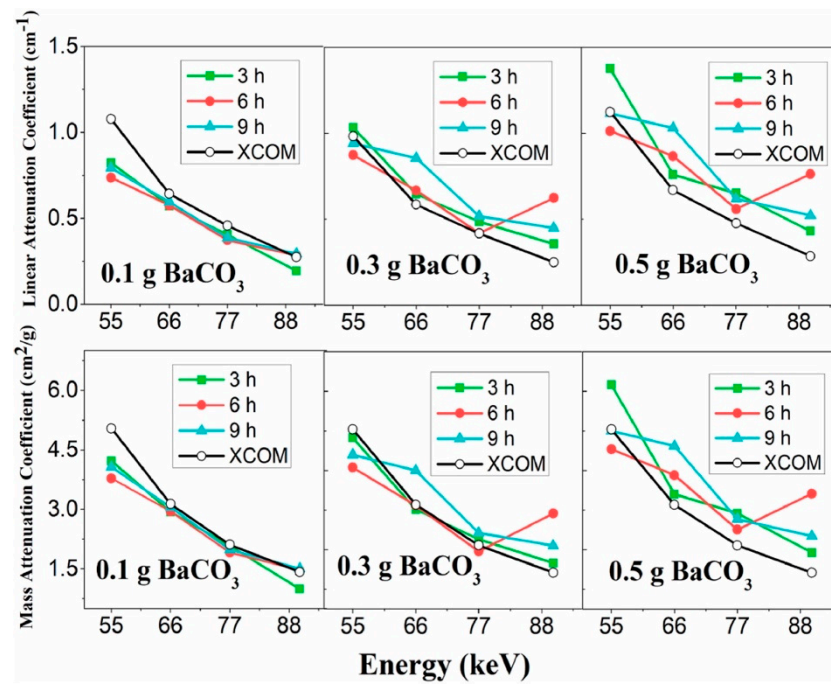 Linear Attenuation Coefficient (cm⁻¹)
1.5
1.0
0.5
0.0
3 h
6 h
9 h
XCOM
0.1 g BaCO₃
55 66 77 88
3 h
6 h
9 h
XCOM
0.3 g BaCO₃
55 66 77 88
3 h
6 h
9 h
XCOM
0.5 g BaCO₃
55 66 77 88
Mass Attenuation Coefficient (cm²/g)
6.0
4.5
3.0
1.5
3 h
6 h
9 h
XCOM
0.1 g BaCO₃
55 66 77 88
3 h
6 h
9 h
XCOM
0.3 g BaCO₃
55 66 77 88
3 h
6 h
9 h
XCOM
0.5 g BaCO₃
55 66 77 88
Energy (keV)